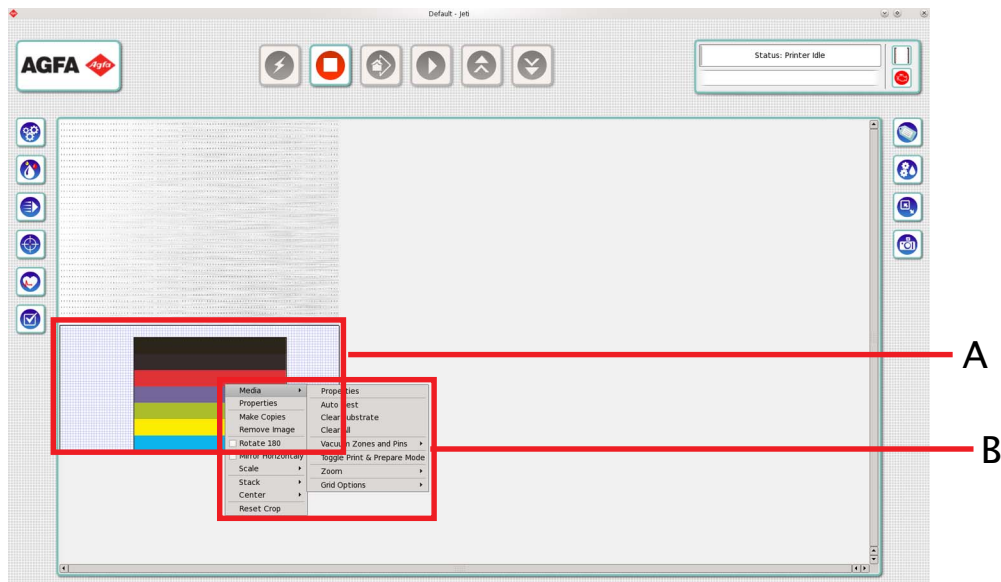 Default - Jeti
AGFA
Agfa
Status: Printer Idle
A
Media
Properties
Make Copies
Remove Image
Rotate 180
Mirror Horizontaly
Scale
Stack
Center
Reset Crop
Properties
Auto Nest
Clear Substrate
Clear All
Vacuum Zones and Pins
Toggle Print & Prepare Mode
Zoom
Grid Options
B